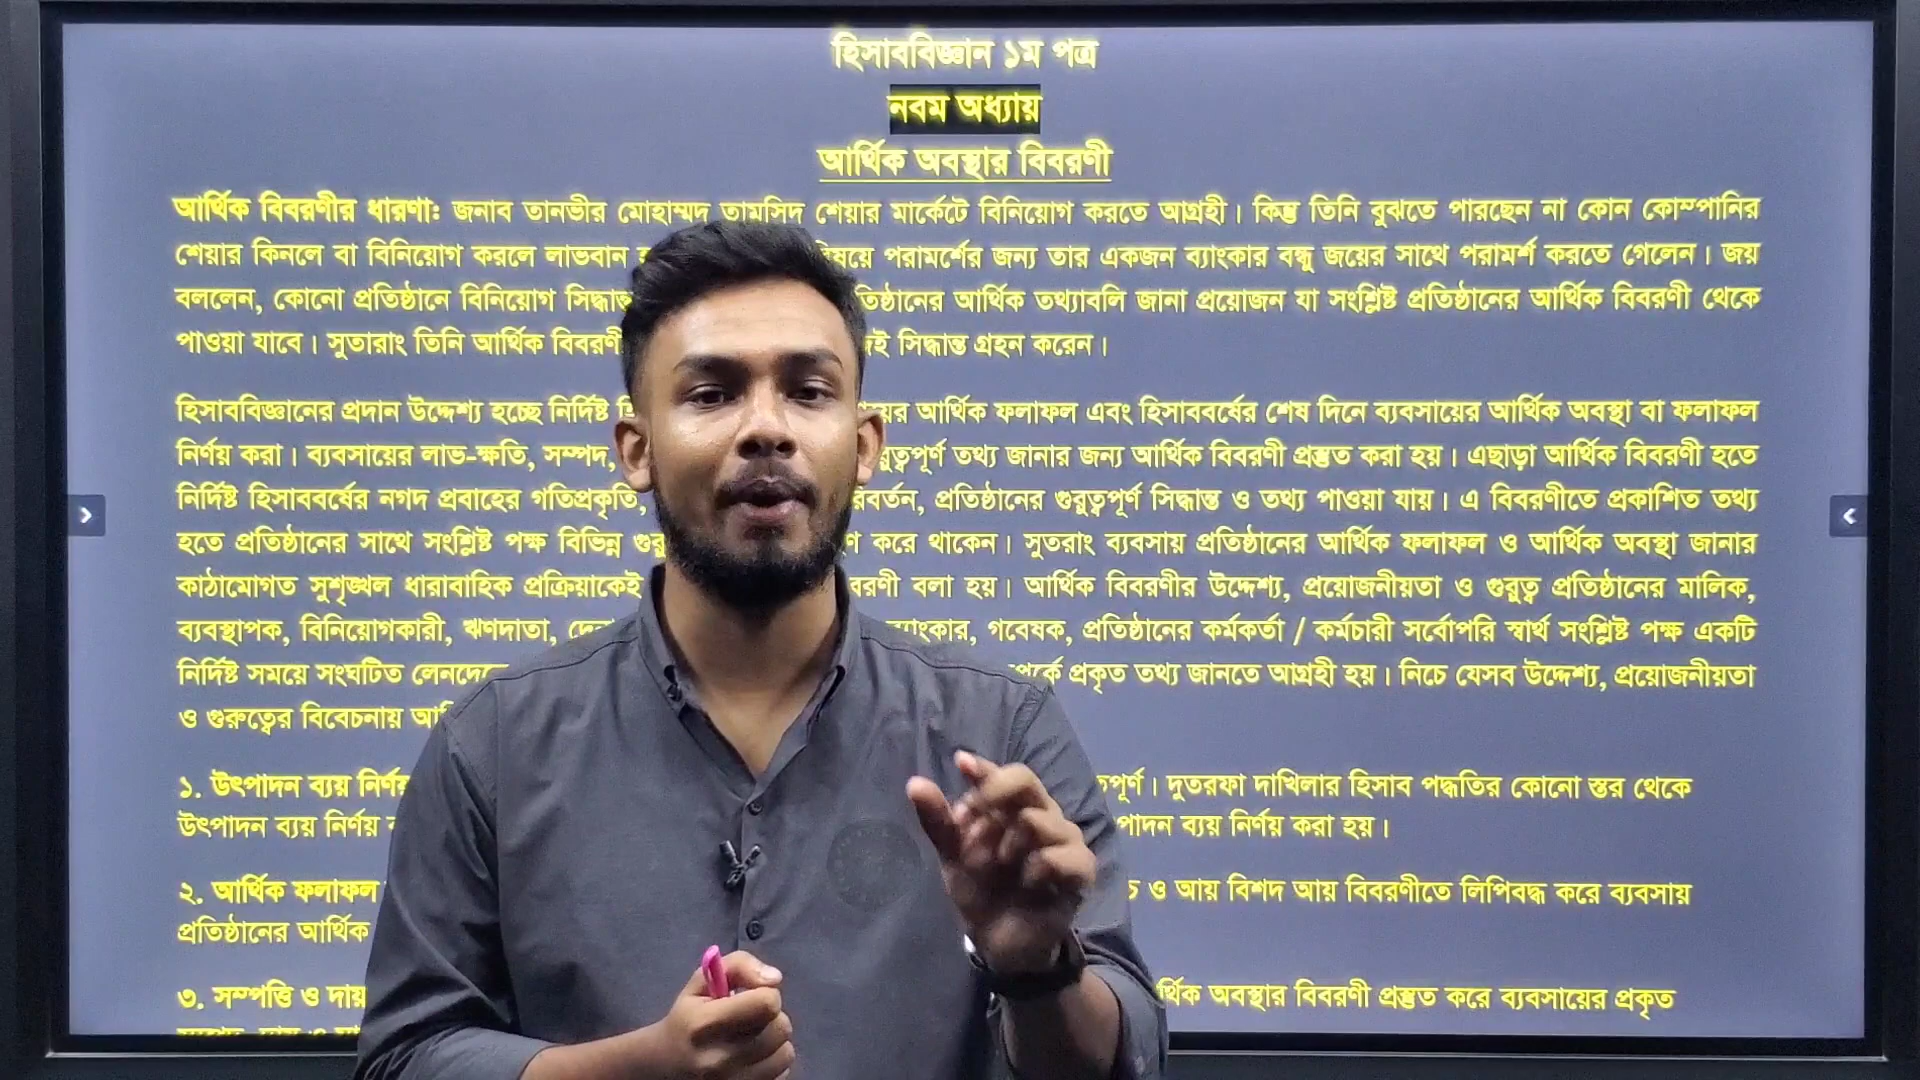 হিসাববিজ্ঞান ১ম পত্র
নবম অধ্যায়
আর্থিক অবস্থার বিবরণী
আর্থিক বিবরণীর ধারণা: জনাব তানভীর মোহাম্মদ তামসিদ শেয়ার মার্কেটে বিনিয়োগ করতে আগ্রহী। কিন্তু তিনি বুঝতে পারছেন না কোন কোম্পানির
শেয়ার কিনলে বা বিনিয়োগ করলে লাভবান পরামর্শের জন্য তার একজন ব্যাংকার বন্ধু জয়ের সাথে পরামর্শ করতে গেলেন। জয়
বললেন, কোনো প্রতিষ্ঠানে বিনিয়োগ আর্থিক তথ্যাবলি জানা প্রয়োজন যা সংশ্লিষ্ট প্রতিষ্ঠানের আর্থিক বিবরণী থেকে
পাওয়া যাবে। সুতারাং তিনি আর্থিক সিদ্ধান্ত গ্রহন করেন।
হিসাববিজ্ঞানের প্রদান উদ্দেশ্য হচ্ছে নির্দিষ্ট আর্থিক ফলাফল এবং হিসাববর্ষের শেষ দিনে ব্যবসায়ের আর্থিক অবস্থা বা ফলাফল
নির্ণয় করা। ব্যবসায়ের লাভ-ক্ষতি, সম্পদ, তথ্য জানার জন্য আর্থিক বিবরণী প্রস্তুত করা হয়। এছাড়া আর্থিক বিবরণী হতে
নির্দিষ্ট হিসাববর্ষের নগদ প্রবাহের গতিপ্রকৃতি, প্রতিষ্ঠানের গুরুত্বপূর্ণ সিদ্ধান্ত ও তথ্য পাওয়া যায়। এ বিবরণীতে প্রকাশিত তথ্য
হতে প্রতিষ্ঠানের সাথে সংশ্লিষ্ট পক্ষ বিভিন্ন করে থাকেন। সুতরাং ব্যবসায় প্রতিষ্ঠানের আর্থিক ফলাফল ও আর্থিক অবস্থা জানার
কাঠামোগত সুশৃঙ্খল ধারাবাহিক প্রক্রিয়াকেই বলা হয়। আর্থিক বিবরণীর উদ্দেশ্য, প্রয়োজনীয়তা ও গুরুত্ব প্রতিষ্ঠানের মালিক,
ব্যবস্থাপক, বিনিয়োগকারী, ঋণদাতা, গবেষক, প্রতিষ্ঠানের কর্মকর্তা / কর্মচারী সর্বোপরি স্বার্থ সংশ্লিষ্ট পক্ষ একটি
নির্দিষ্ট সময়ে সংঘটিত প্রকৃত তথ্য জানতে আগ্রহী হয়। নিচে যেসব উদ্দেশ্য, প্রয়োজনীয়তা
ও গুরুত্বের বিবেচনায়
১. উৎপাদন ব্যয় দুতরফা দাখিলার হিসাব পদ্ধতির কোনো স্তর থেকে
উৎপাদন ব্যয় নির্ণয় ব্যয় নির্ণয় করা হয়।
২. আর্থিক ফলাফল ও আয় বিশদ আয় বিবরণীতে লিপিবদ্ধ করে ব্যবসায়
প্রতিষ্ঠানের আর্থিক
৩. সম্পত্তি ও অবস্থার বিবরণী প্রস্তুত করে ব্যবসায়ের প্রকৃত